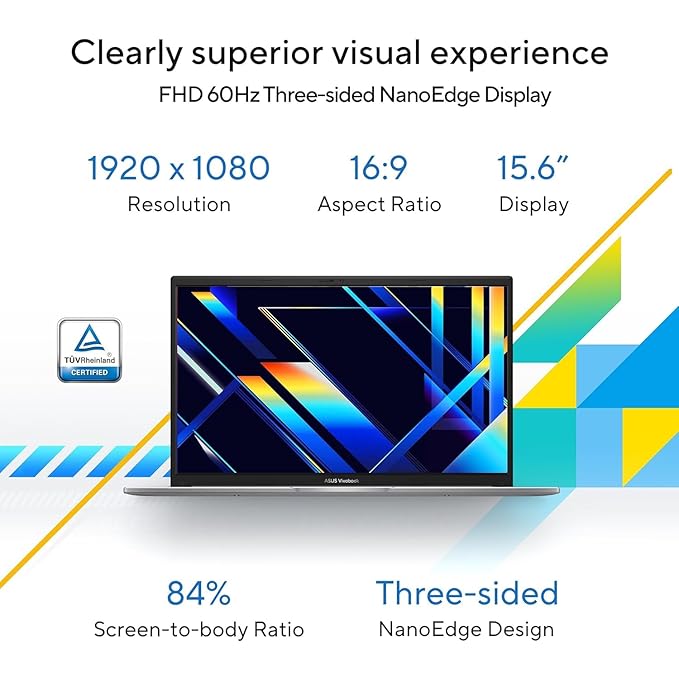 Clearly superior visual experience
FHD 60Hz Three-sided NanoEdge Display
1920 x 1080
Resolution
16:9
Aspect Ratio
15.6”
Display
TÜVRheinland®
CERTIFIED
ASUS Vivobook
84%
Screen-to-body Ratio
Three-sided
NanoEdge Design